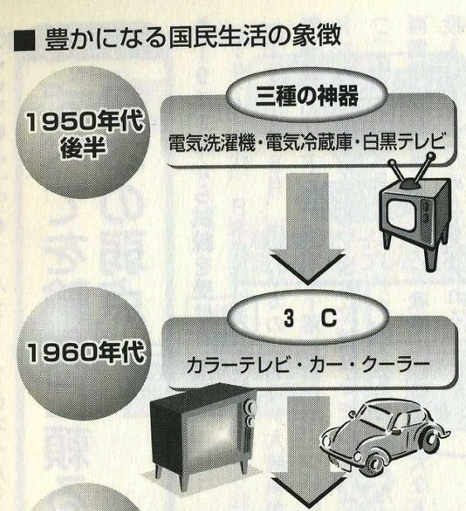 ■ 豊かになる国民生活の象徴
1950年代
後半
三種の神器
電気洗濯機・電気冷蔵庫・白黒テレビ
1960年代
3 C
カラーテレビ・カー・クーラー